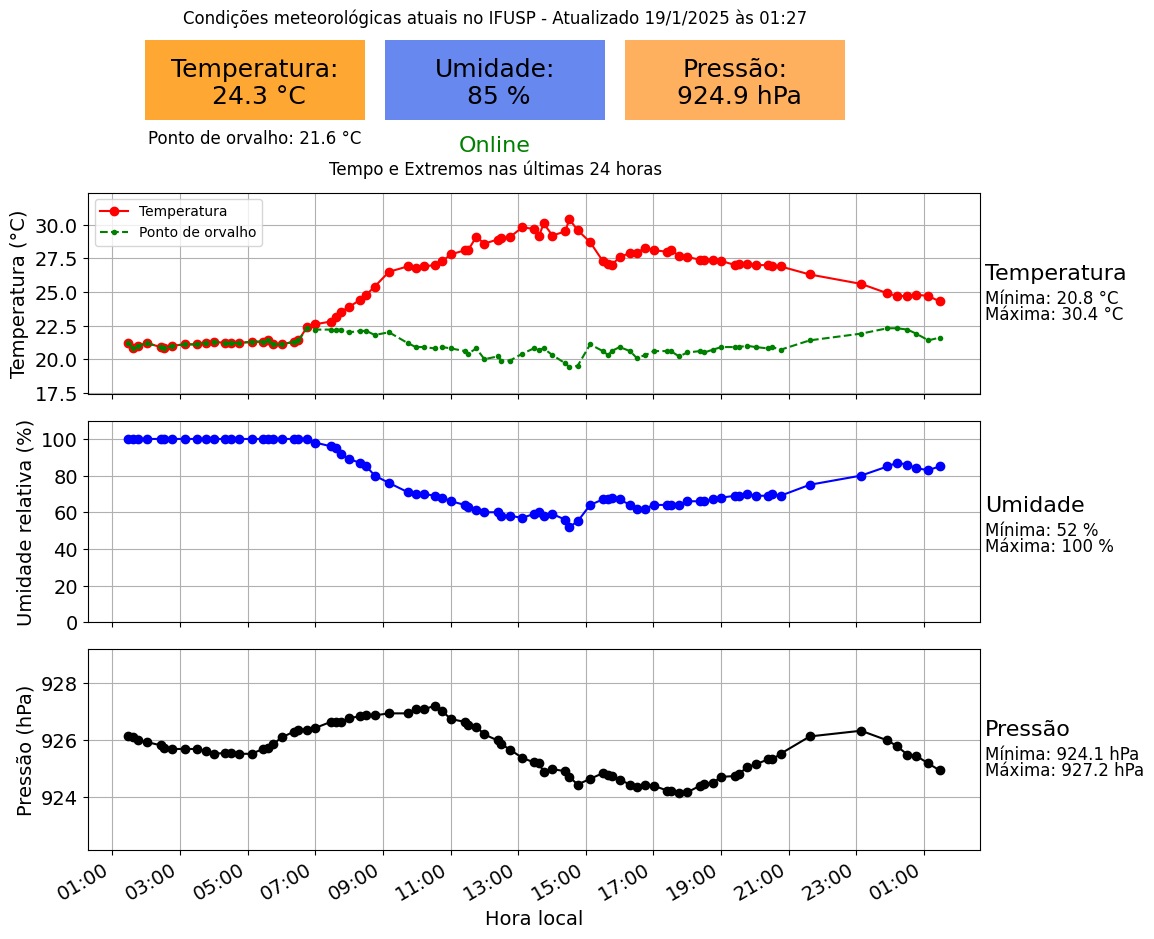 Condições meteorológicas atuais no IFUSP - Atualizado 19/1/2025 às 01:27
Temperatura:
24.3 °C
Umidade:
85 %
Pressão:
924.9 hPa
Ponto de orvalho: 21.6 °C
Online
Tempo e Extremos nas últimas 24 horas
Temperatura (°C)
30.0
27.5
25.0
22.5
20.0
17.5
Temperatura
Ponto de orvalho
Temperatura
Mínima: 20.8 °C
Máxima: 30.4 °C
Umidade relativa (%)
100
80
60
40
20
0
Umidade
Mínima: 52 %
Máxima: 100 %
Pressão (hPa)
928
926
924
Pressão
Mínima: 924.1 hPa
Máxima: 927.2 hPa
01:00 03:00 05:00 07:00 09:00 11:00 13:00 15:00 17:00 19:00 21:00 23:00 01:00
Hora local